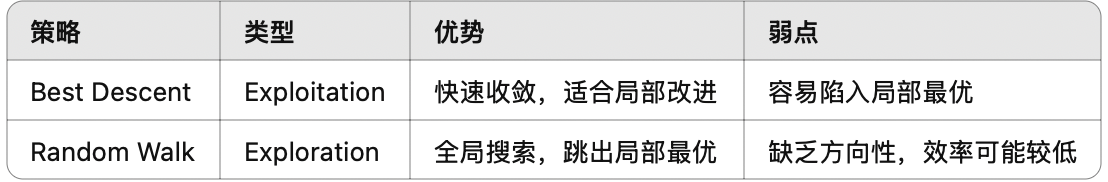 策略 类型 优势 弱点
Best Descent Exploitation 快速收敛，适合局部改进 容易陷入局部最优
Random Walk Exploration 全局搜索，跳出局部最优 缺乏方向性，效率可能较低